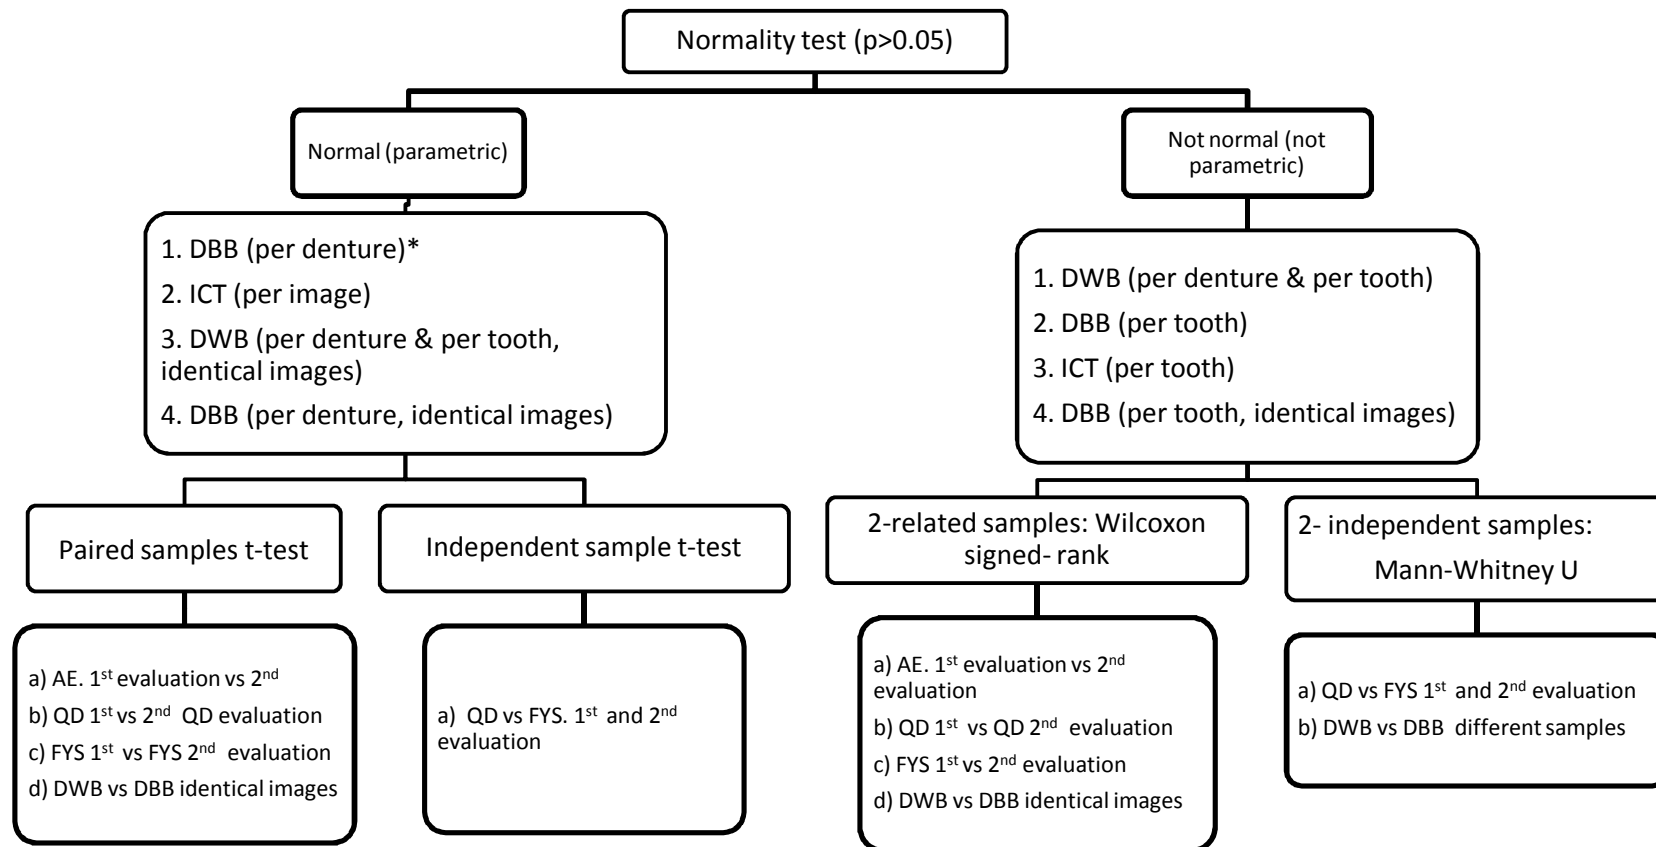 Normality test (p>0.05)
Normal (parametric)
Not normal (not
parametric)
1. DBB (per denture)*
2. ICT (per image)
3. DWB (per denture & per tooth,
identical images)
4. DBB (per denture, identical images)
1. DWB (per denture & per tooth)
2. DBB (per tooth)
3. ICT (per tooth)
4. DBB (per tooth, identical images)
Paired samples t-test
Independent sample t-test
2-related samples: Wilcoxon
signed- rank
2- independent samples:
Mann-Whitney U
a) AE. 1st evaluation vs 2nd
b) QD 1st vs 2nd QD evaluation
c) FYS 1st vs FYS 2nd evaluation
d) DWB vs DBB identical images
a) QD vs FYS. 1st and 2nd
evaluation
a) AE. 1st evaluation vs 2nd
evaluation
b) QD 1st vs QD 2nd evaluation
c) FYS 1st vs 2nd evaluation
d) DWB vs DBB identical images
a) QD vs FYS 1st and 2nd evaluation
b) DWB vs DBB different samples